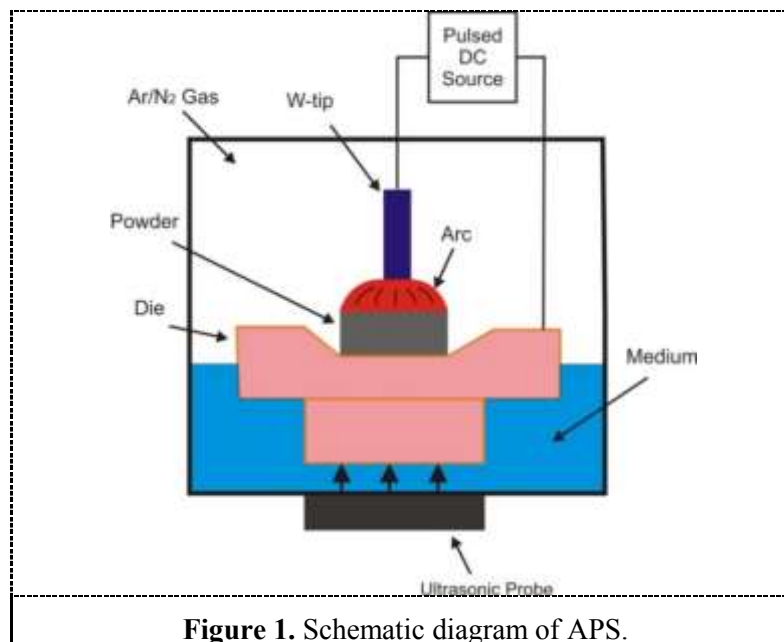 Pulsed
DC
Source
Ar/N₂ Gas
W-tip
Powder
Arc
Die
Medium
Ultrasonic Probe
Figure 1. Schematic diagram of APS.